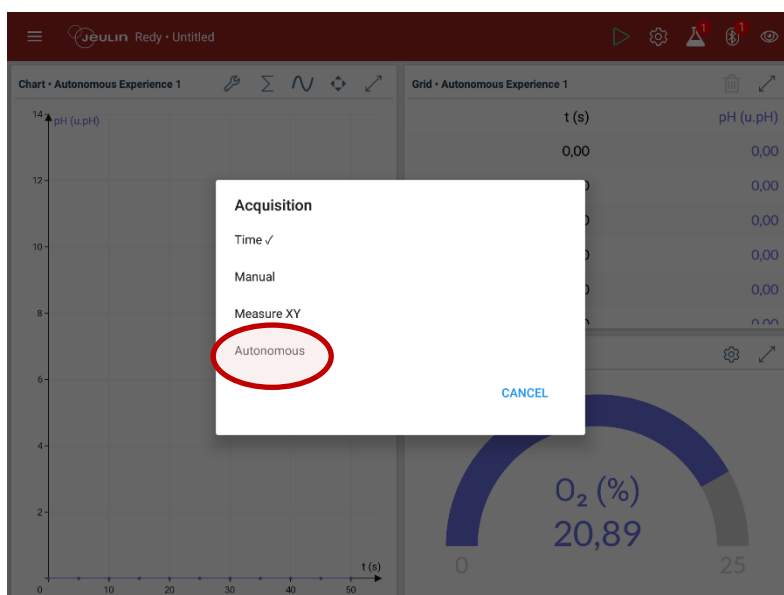 Jeulin Redy • Untitled
1
1
Chart • Autonomous Experience 1
Grid • Autonomous Experience 1
pH (u.pH)
14
12
10
8
6
4
2
0
10
20
30
40
50
t (s)
t (s)
pH (u.pH)
0,00
0,00
0,00
0,00
0,00
0,00
Acquisition
Time ✓
Manual
Measure XY
Autonomous
CANCEL
O₂ (%)
20,89
0
25